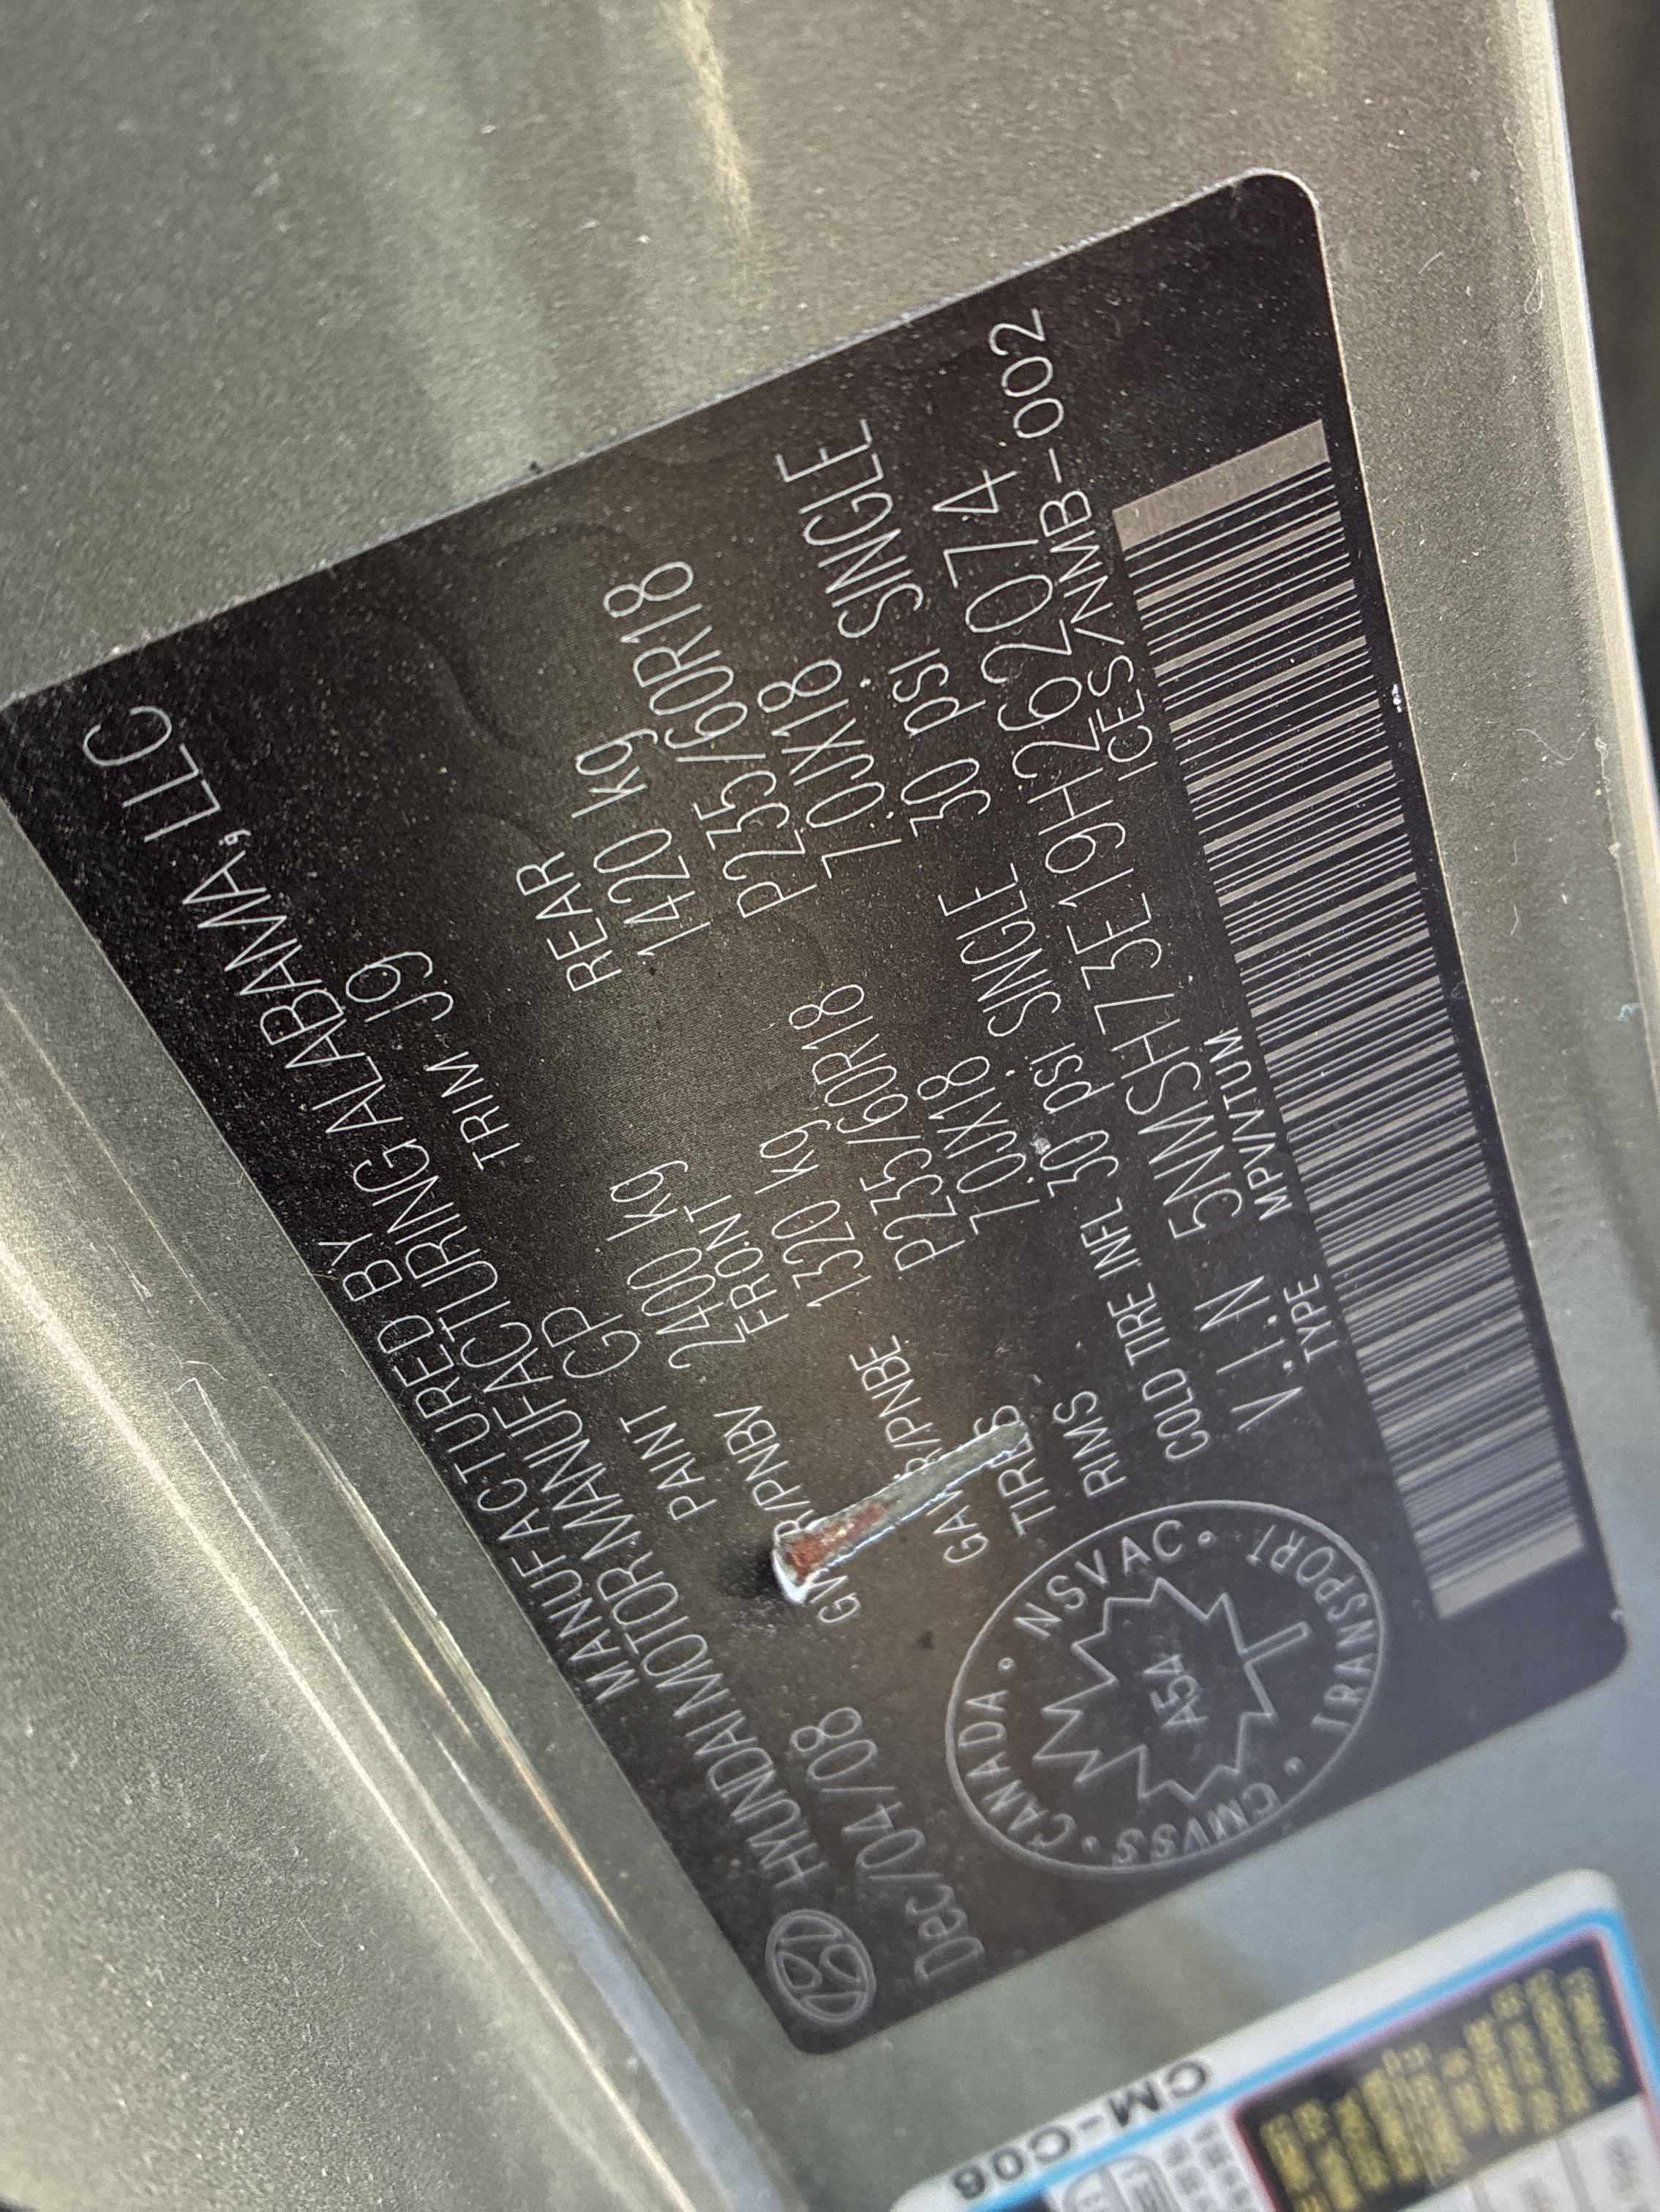 MANUFACTURED BY
HYUNDAI MOTOR MANUFACTURING ALABAMA, LLC
Dec/04/08 PAINT GP TRIM J9
GVWR/PNBV 2400 kg
FRONT REAR
GAWR/PNBE 1320 kg 1420 kg
TIRES P235/60R18 P235/60R18
RIMS 7.0JX18 7.0JX18
COLD TIRE INFL 30 psi SINGLE 30 psi SINGLE
V.I.N 5NMSH73E19H262074
TYPE MPV/VTUM ICES/NMB-002
CANADA • NSVAC • TRANSPORT • CMVSS •
A54
CM-C06